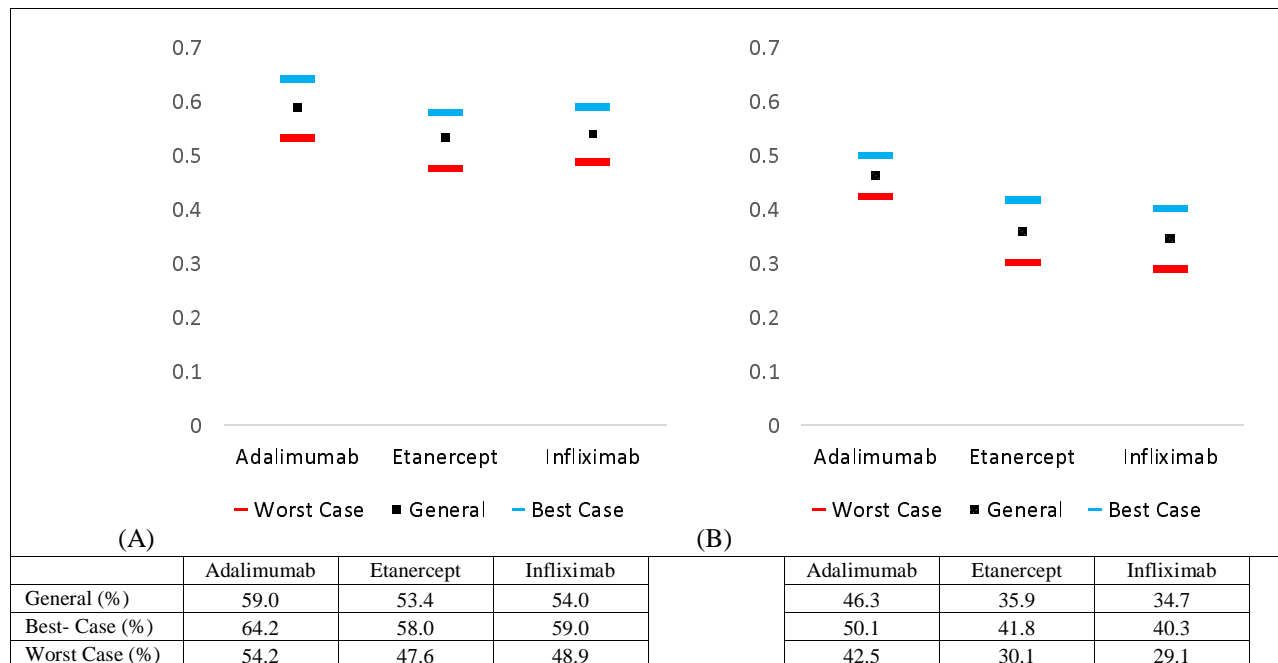 0.7
0.6
0.5
0.4
0.3
0.2
0.1
0
Adalimumab Etanercept Infliximab
Worst Case General Best Case
(A)
0.7
0.6
0.5
0.4
0.3
0.2
0.1
0
Adalimumab Etanercept Infliximab
Worst Case General Best Case
(B)
Adalimumab Etanercept Infliximab Adalimumab Etanercept Infliximab
General (%) 59.0 53.4 54.0 46.3 35.9 34.7
Best- Case (%) 64.2 58.0 59.0 50.1 41.8 40.3
Worst Case (%) 54.2 47.6 48.9 42.5 30.1 29.1